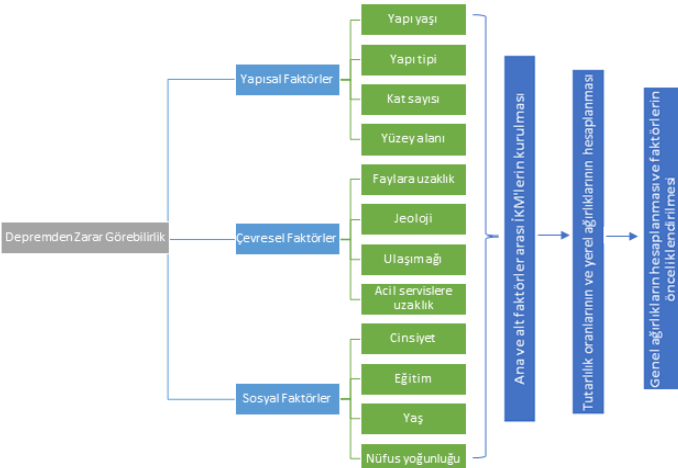 Depremden Zarar Görebilirlik
Yapısal Faktörler
Yapı yaşı
Yapı tipi
Kat sayısı
Yüzey alanı
Çevresel Faktörler
Faylara uzaklık
Jeoloji
Ulaşım ağı
Acil servislere
uzaklık
Sosyal Faktörler
Cinsiyet
Eğitim
Yaş
Nüfus yoğunluğu
Ana ve alt faktörler arası İKM'lerin kurulması
Tutarlılık oranlarının ve yerel ağırlıklarının hesaplanması
Genel ağırlıkların hesaplanması ve faktörlerin
önceliklendirilmesi